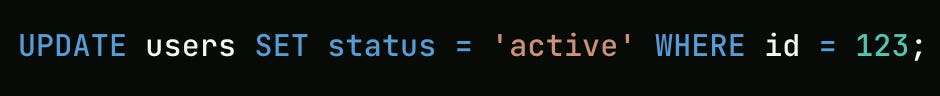 UPDATE users SET status = 'active' WHERE id = 123;